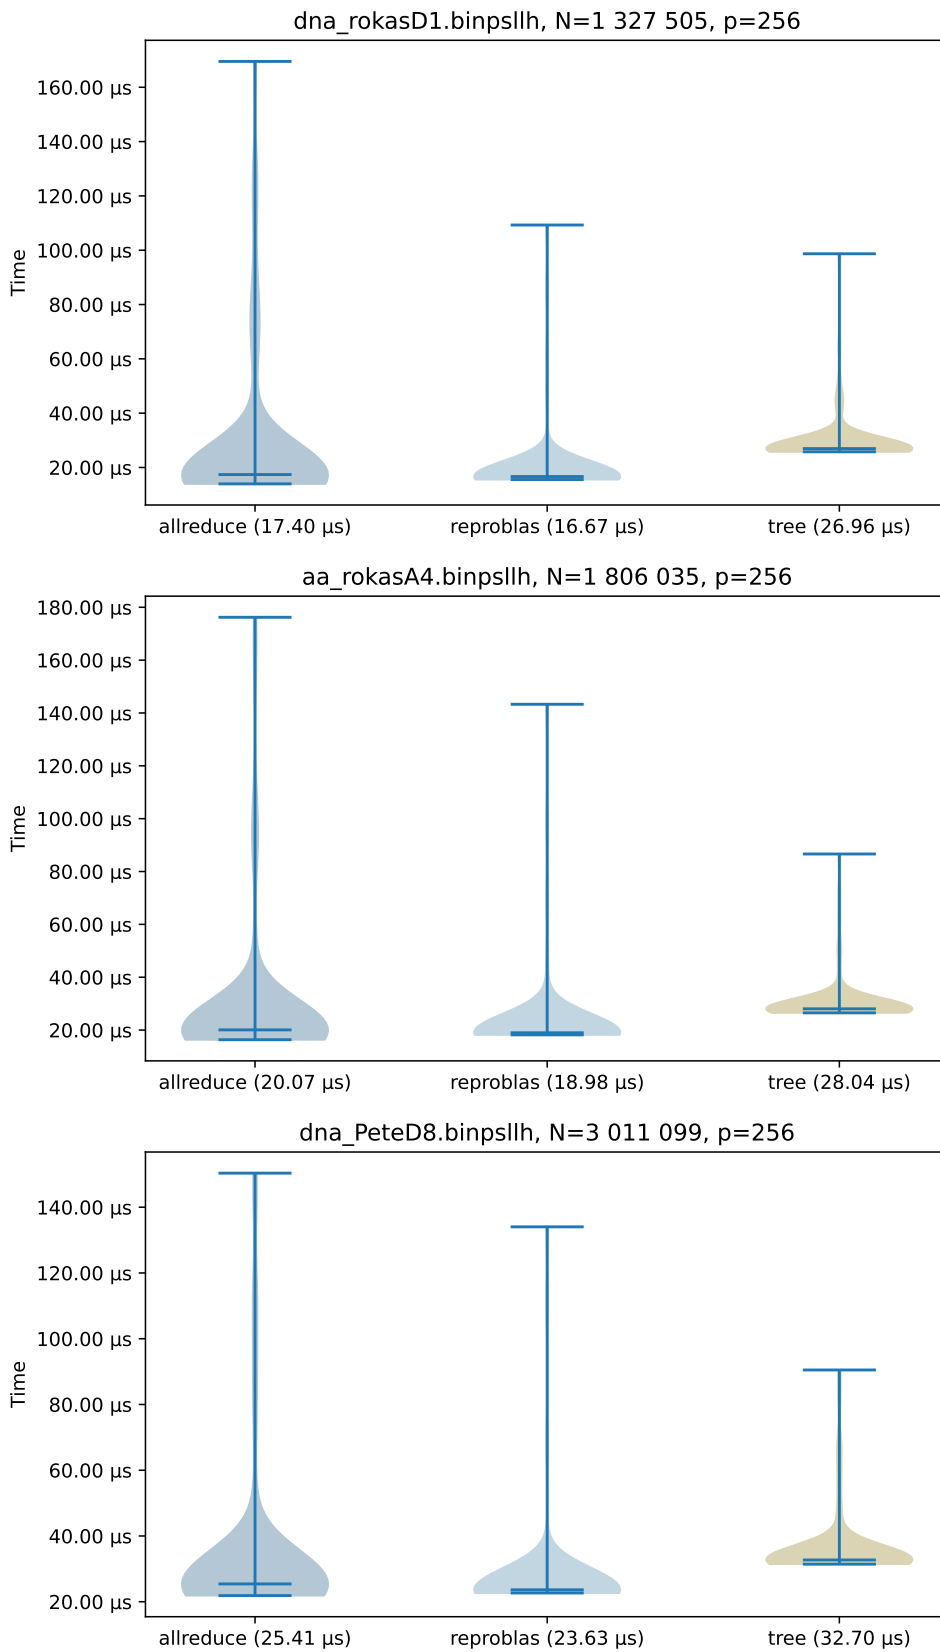 dna_rokasD1.binpsllh, N=1 327 505, p=256
160.00 µs
140.00 µs
120.00 µs
100.00 µs
80.00 µs
60.00 µs
40.00 µs
20.00 µs
Time
allreduce (17.40 µs) reproblas (16.67 µs) tree (26.96 µs)
aa_rokasA4.binpsllh, N=1 806 035, p=256
180.00 µs
160.00 µs
140.00 µs
120.00 µs
100.00 µs
80.00 µs
60.00 µs
40.00 µs
20.00 µs
Time
allreduce (20.07 µs) reproblas (18.98 µs) tree (28.04 µs)
dna_PeteD8.binpsllh, N=3 011 099, p=256
140.00 µs
120.00 µs
100.00 µs
80.00 µs
60.00 µs
40.00 µs
20.00 µs
Time
allreduce (25.41 µs) reproblas (23.63 µs) tree (32.70 µs)